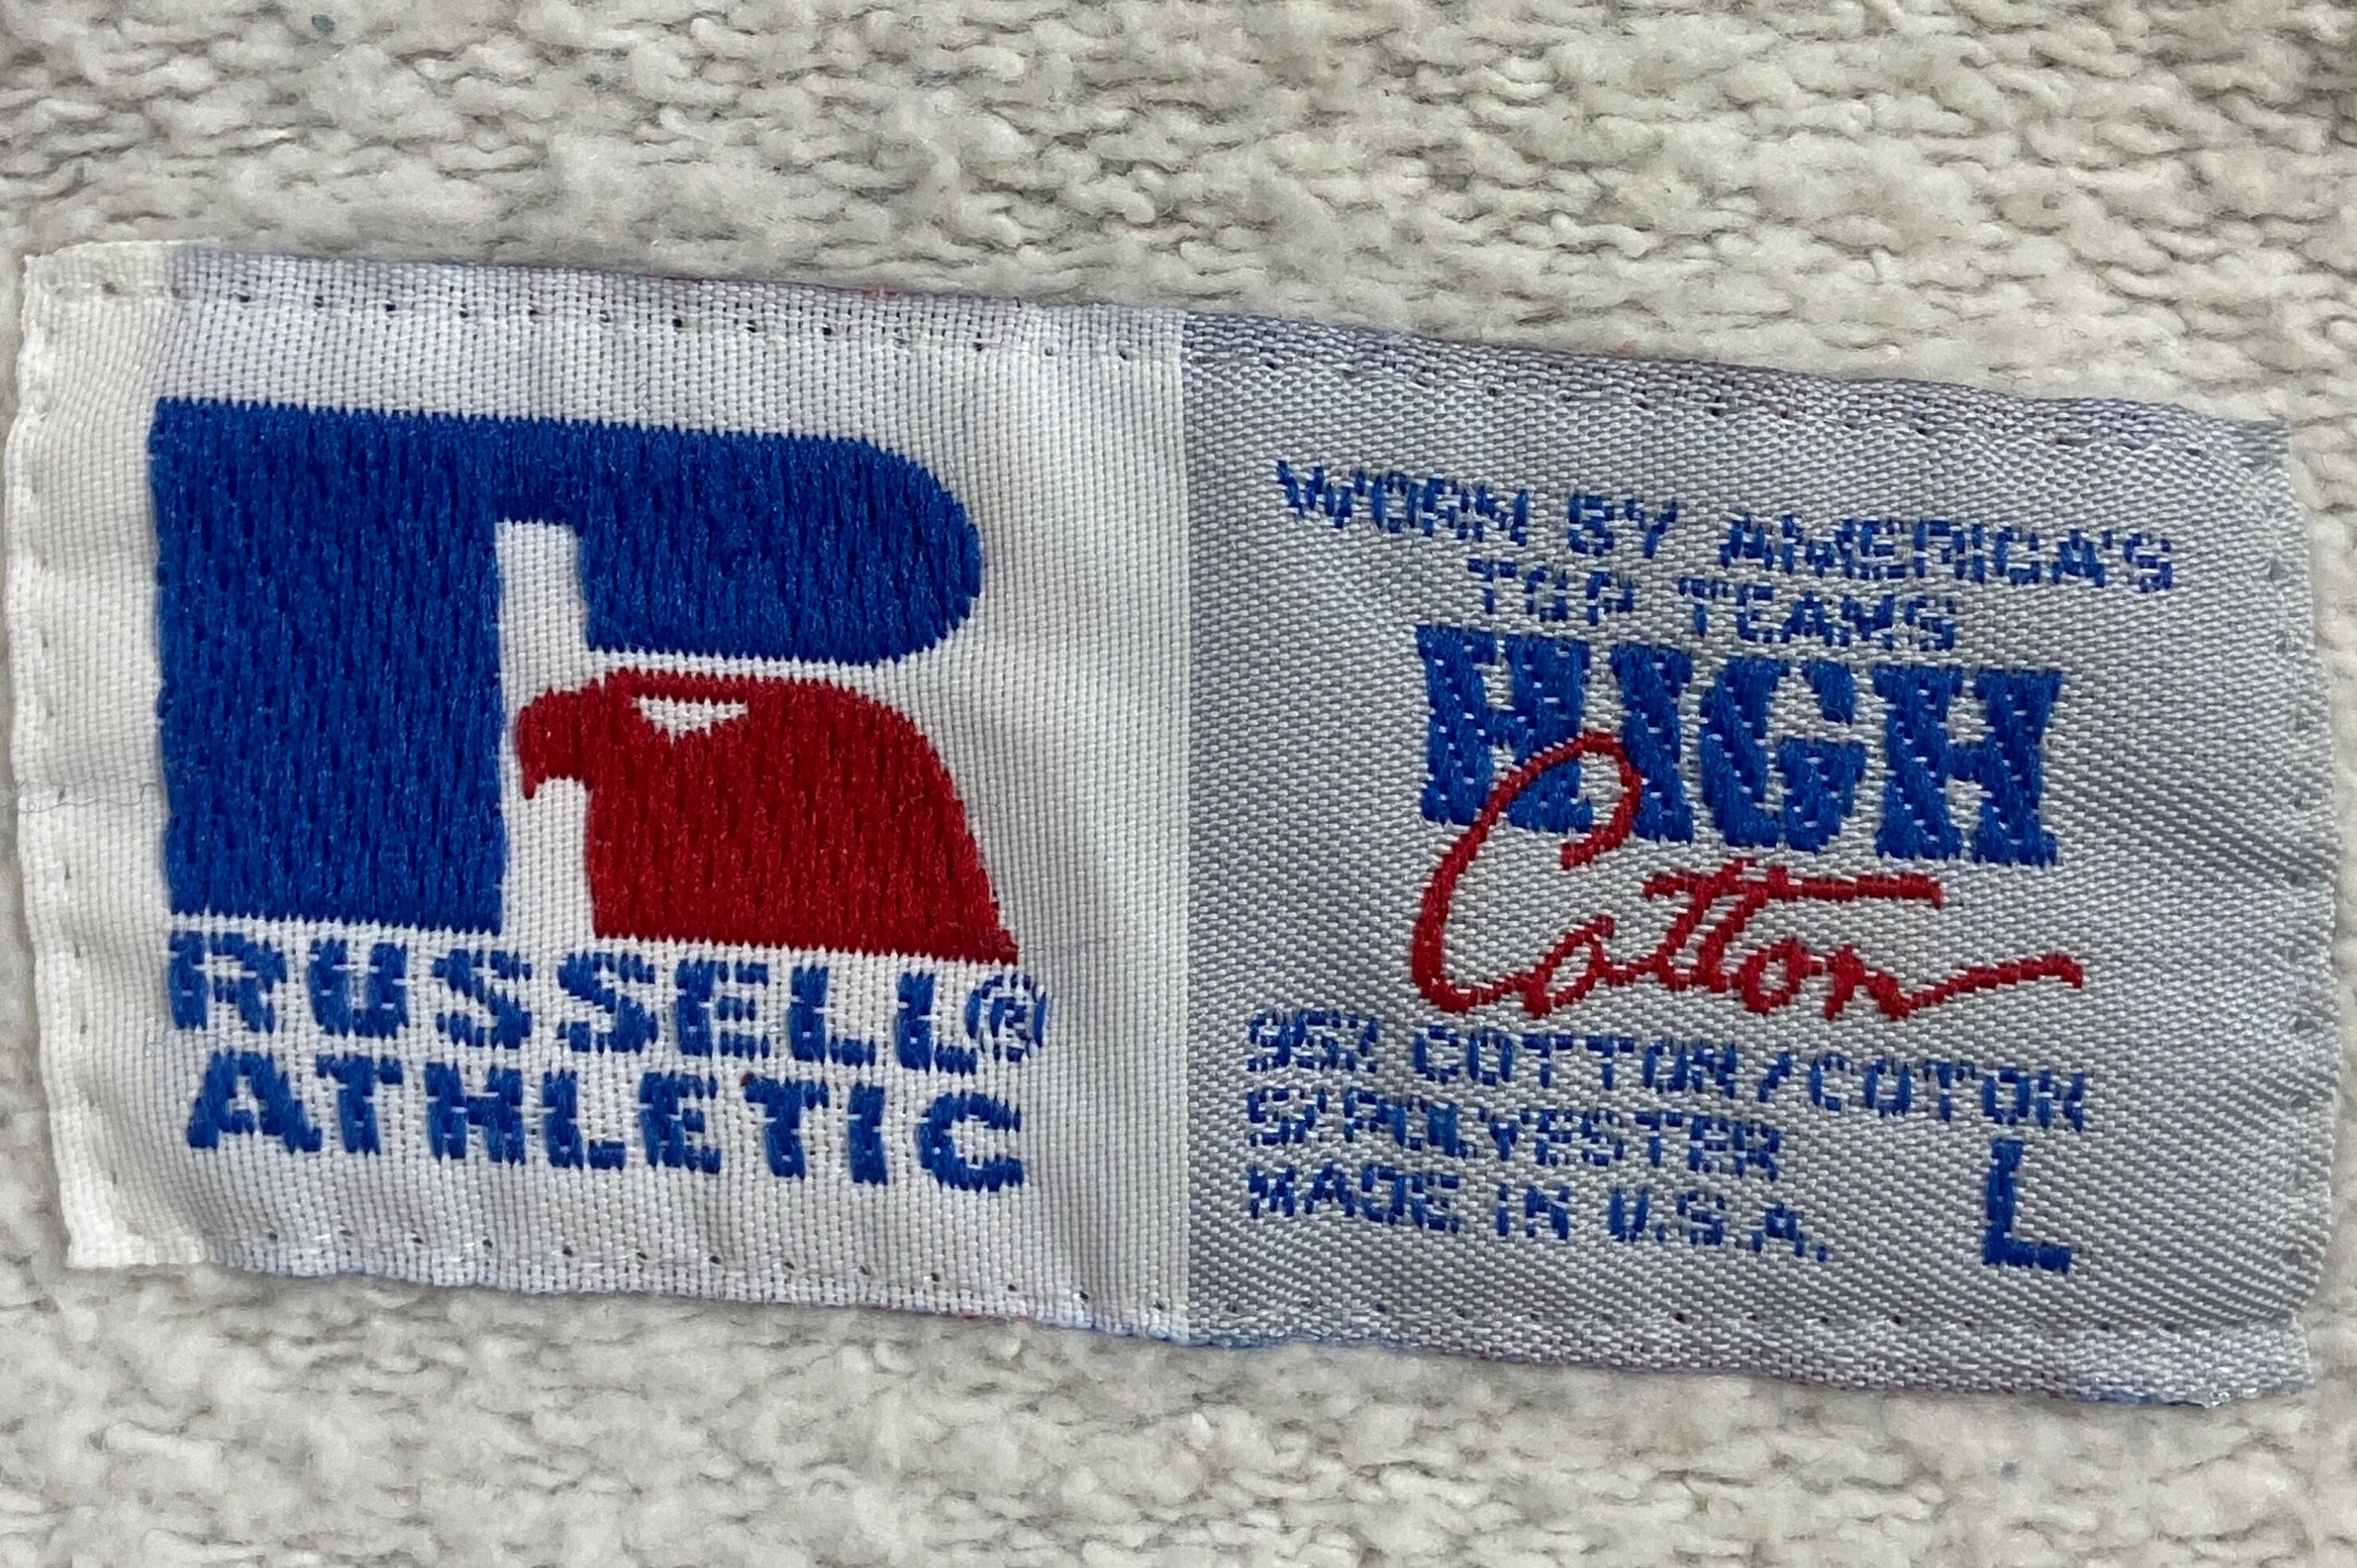 RUSSELL®
ATHLETIC
WORN BY AMERICA'S
TOP TEAMS
HIGH
Cotton
95% COTTON/COTON
5% POLYESTER
MADE IN U.S.A.
L